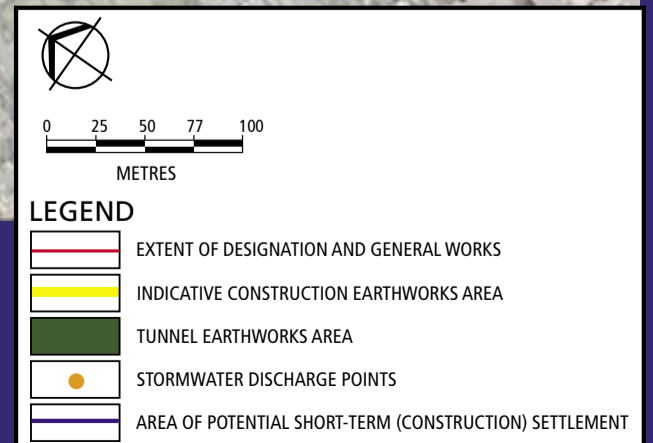 0 25 50 77 100
METRES
LEGEND
EXTENT OF DESIGNATION AND GENERAL WORKS
INDICATIVE CONSTRUCTION EARTHWORKS AREA
TUNNEL EARTHWORKS AREA
STORMWATER DISCHARGE POINTS
AREA OF POTENTIAL SHORT-TERM (CONSTRUCTION) SETTLEMENT